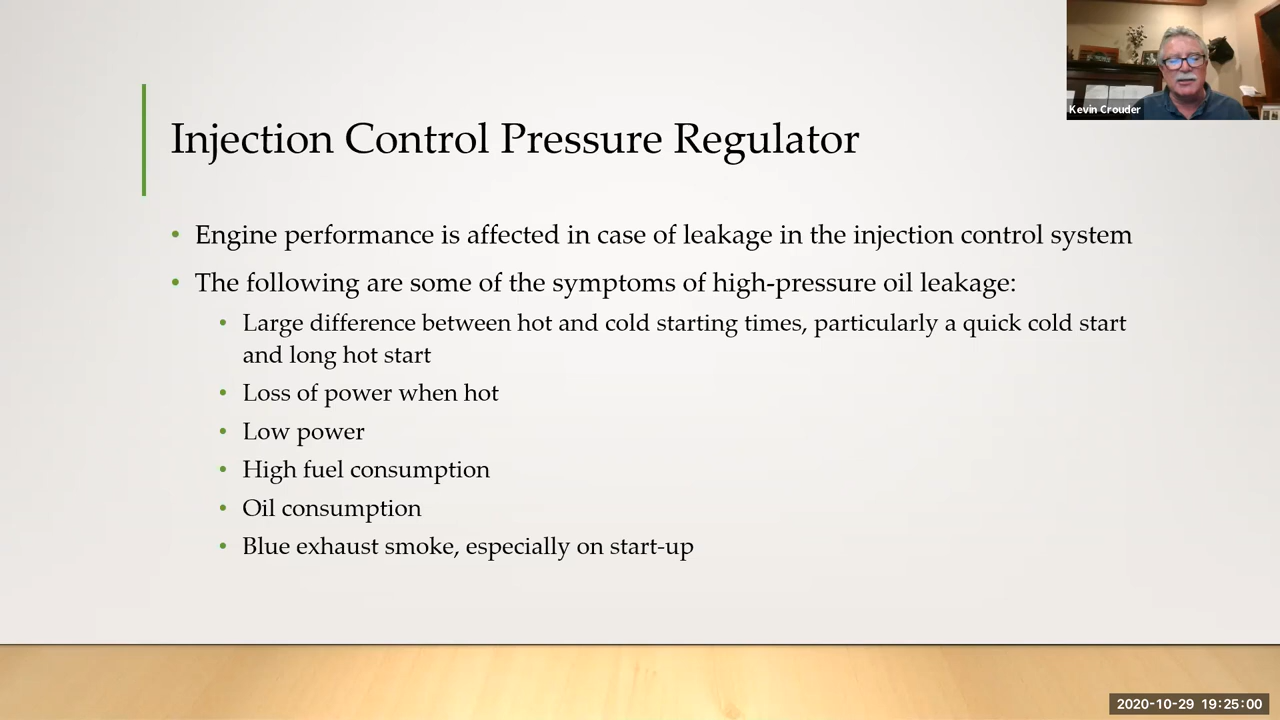 Kevin Crouder
Injection Control Pressure Regulator
• Engine performance is affected in case of leakage in the injection control system
• The following are some of the symptoms of high-pressure oil leakage:
• Large difference between hot and cold starting times, particularly a quick cold start
and long hot start
• Loss of power when hot
• Low power
• High fuel consumption
• Oil consumption
• Blue exhaust smoke, especially on start-up
2020-10-29 19:25:00